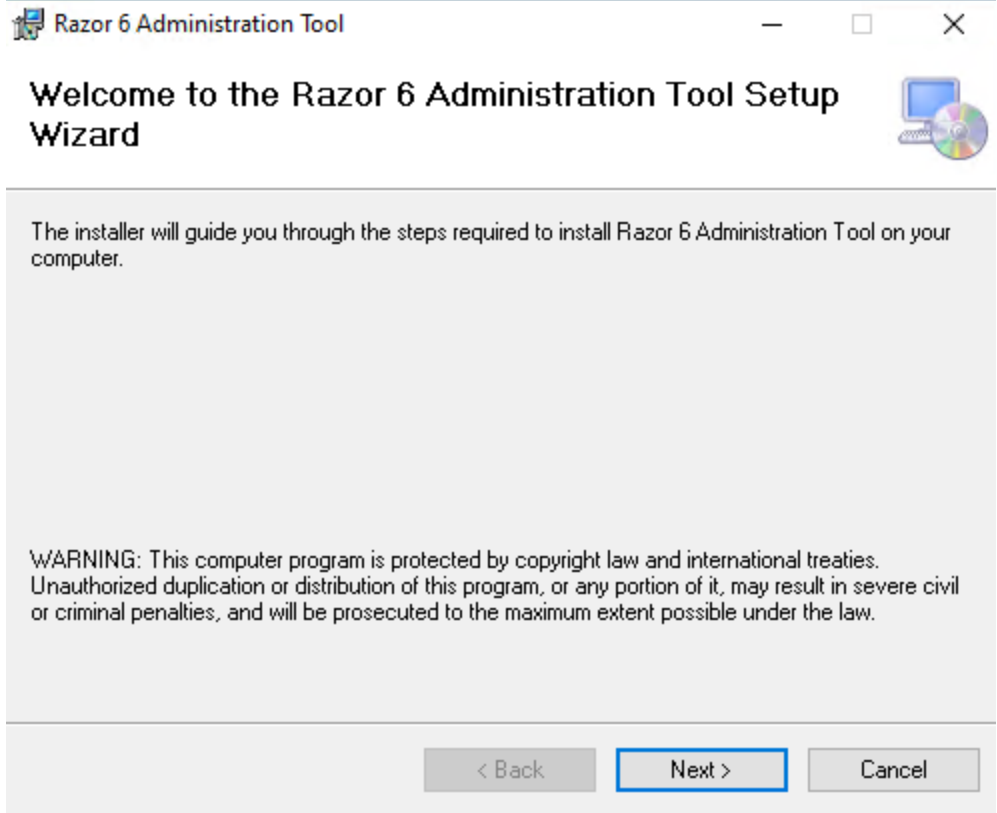 Razor 6 Administration Tool
Welcome to the Razor 6 Administration Tool Setup
Wizard
The installer will guide you through the steps required to install Razor 6 Administration Tool on your
computer.
WARNING: This computer program is protected by copyright law and international treaties.
Unauthorized duplication or distribution of this program, or any portion of it, may result in severe civil
or criminal penalties, and will be prosecuted to the maximum extent possible under the law.
< Back
Next >
Cancel